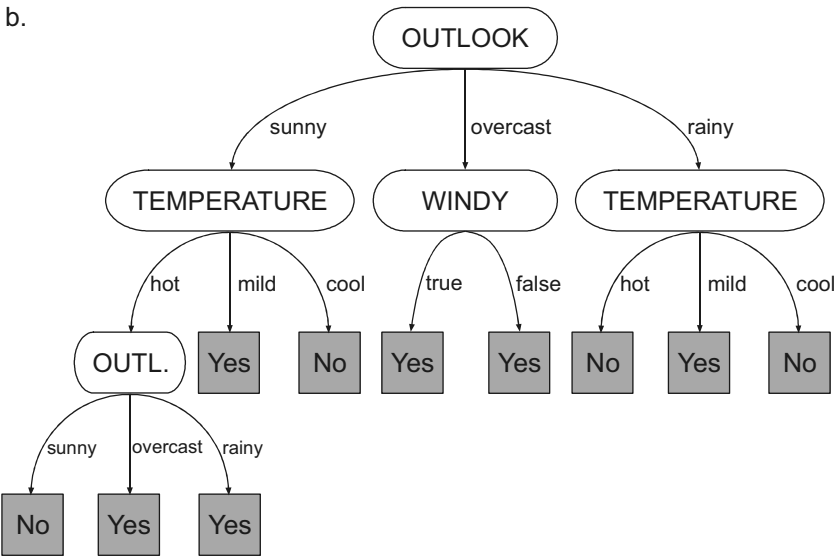 b.
OUTLOOK
sunny
overcast
rainy
TEMPERATURE
WINDY
TEMPERATURE
hot
mild
cool
true
false
hot
mild
cool
OUTL.
Yes
No
Yes
Yes
No
Yes
No
sunny
overcast
rainy
No
Yes
Yes